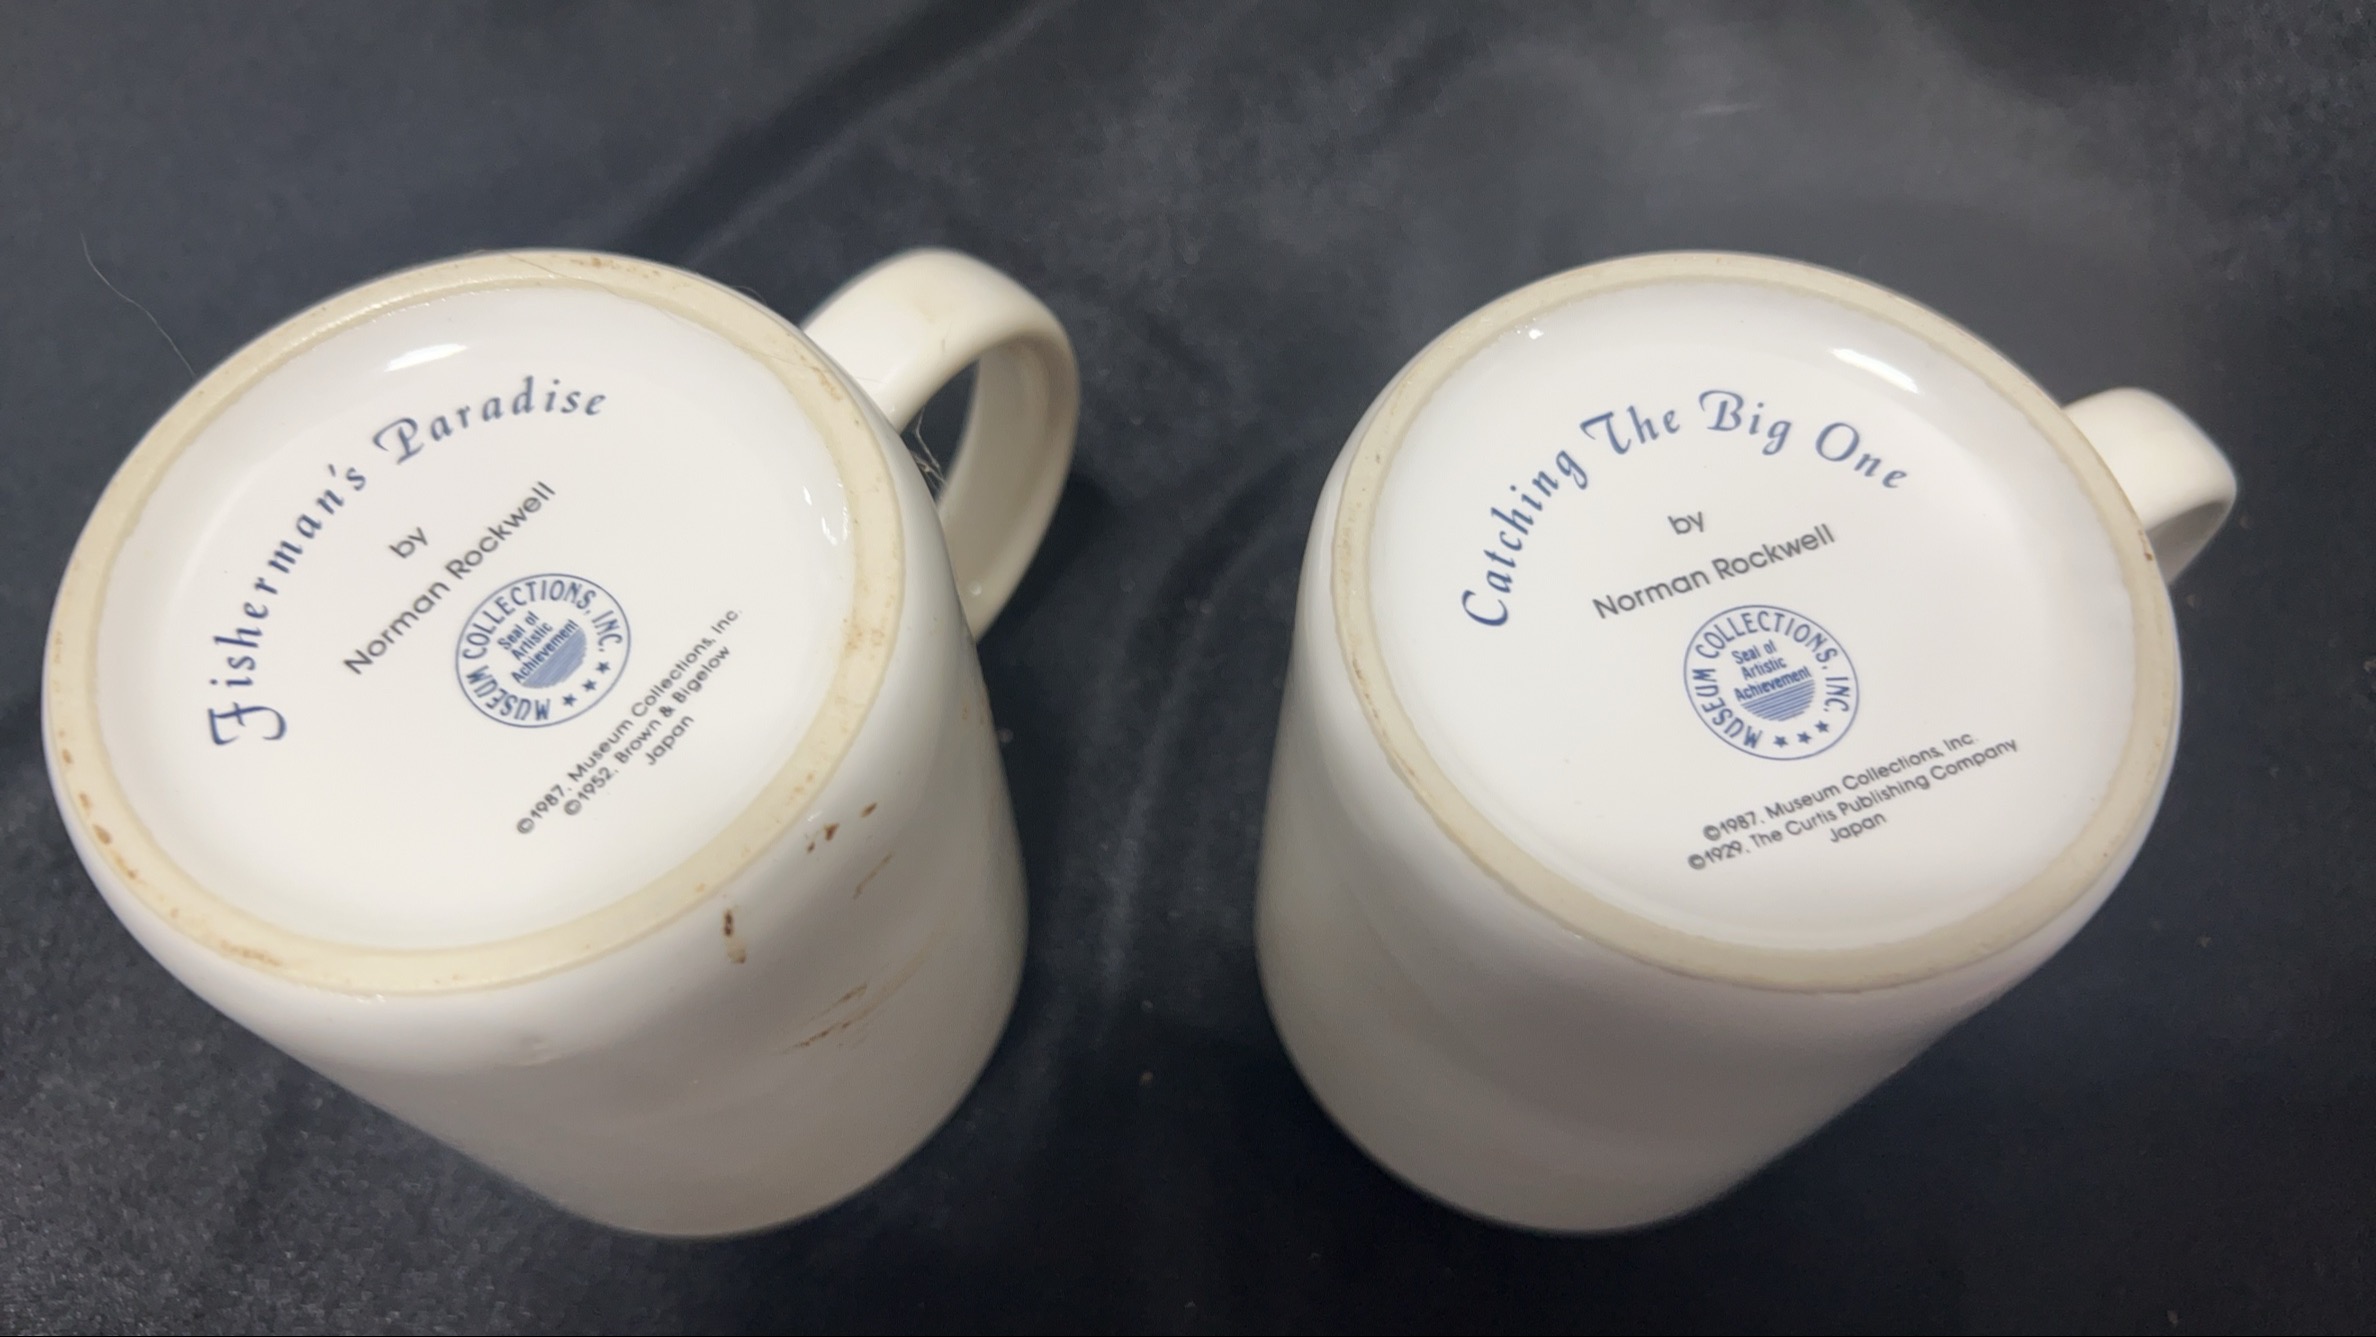 Fisherman's Paradise
by
Norman Rockwell
MUSEUM COLLECTIONS, INC. ★ ★ ★
Seal of
Artistic
Achievement
©1987, Museum Collections, Inc.
©1952, Brown & Bigelow
Japan
Catching The Big One
by
Norman Rockwell
MUSEUM COLLECTIONS, INC. ★ ★ ★
Seal of
Artistic
Achievement
©1987, Museum Collections, Inc.
©1929, The Curtis Publishing Company
Japan